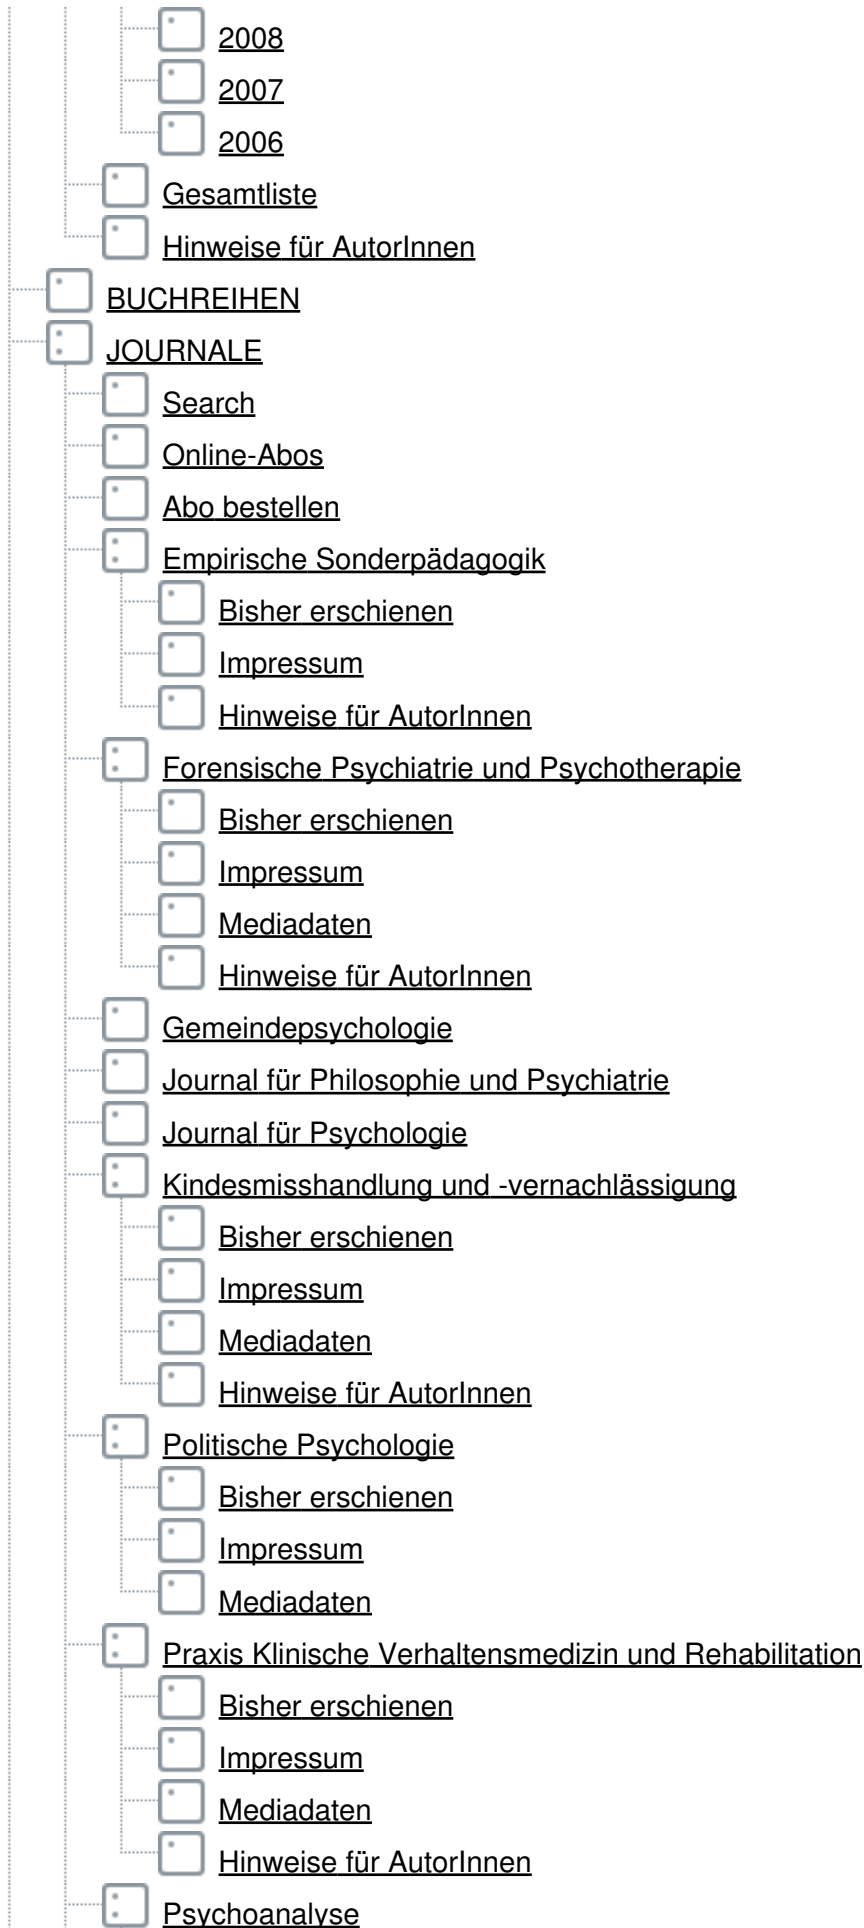 2008
2007
2006
Gesamtliste
Hinweise für AutorInnen
BUCHREIHEN
JOURNALE
Search
Online-Abos
Abo bestellen
Empirische Sonderpädagogik
Bisher erschienen
Impressum
Hinweise für AutorInnen
Forensische Psychiatrie und Psychotherapie
Bisher erschienen
Impressum
Mediadaten
Hinweise für AutorInnen
Gemeindepsychologie
Journal für Philosophie und Psychiatrie
Journal für Psychologie
Kindesmisshandlung und -vernachlässigung
Bisher erschienen
Impressum
Mediadaten
Hinweise für AutorInnen
Politische Psychologie
Bisher erschienen
Impressum
Mediadaten
Praxis Klinische Verhaltensmedizin und Rehabilitation
Bisher erschienen
Impressum
Mediadaten
Hinweise für AutorInnen
Psychoanalyse